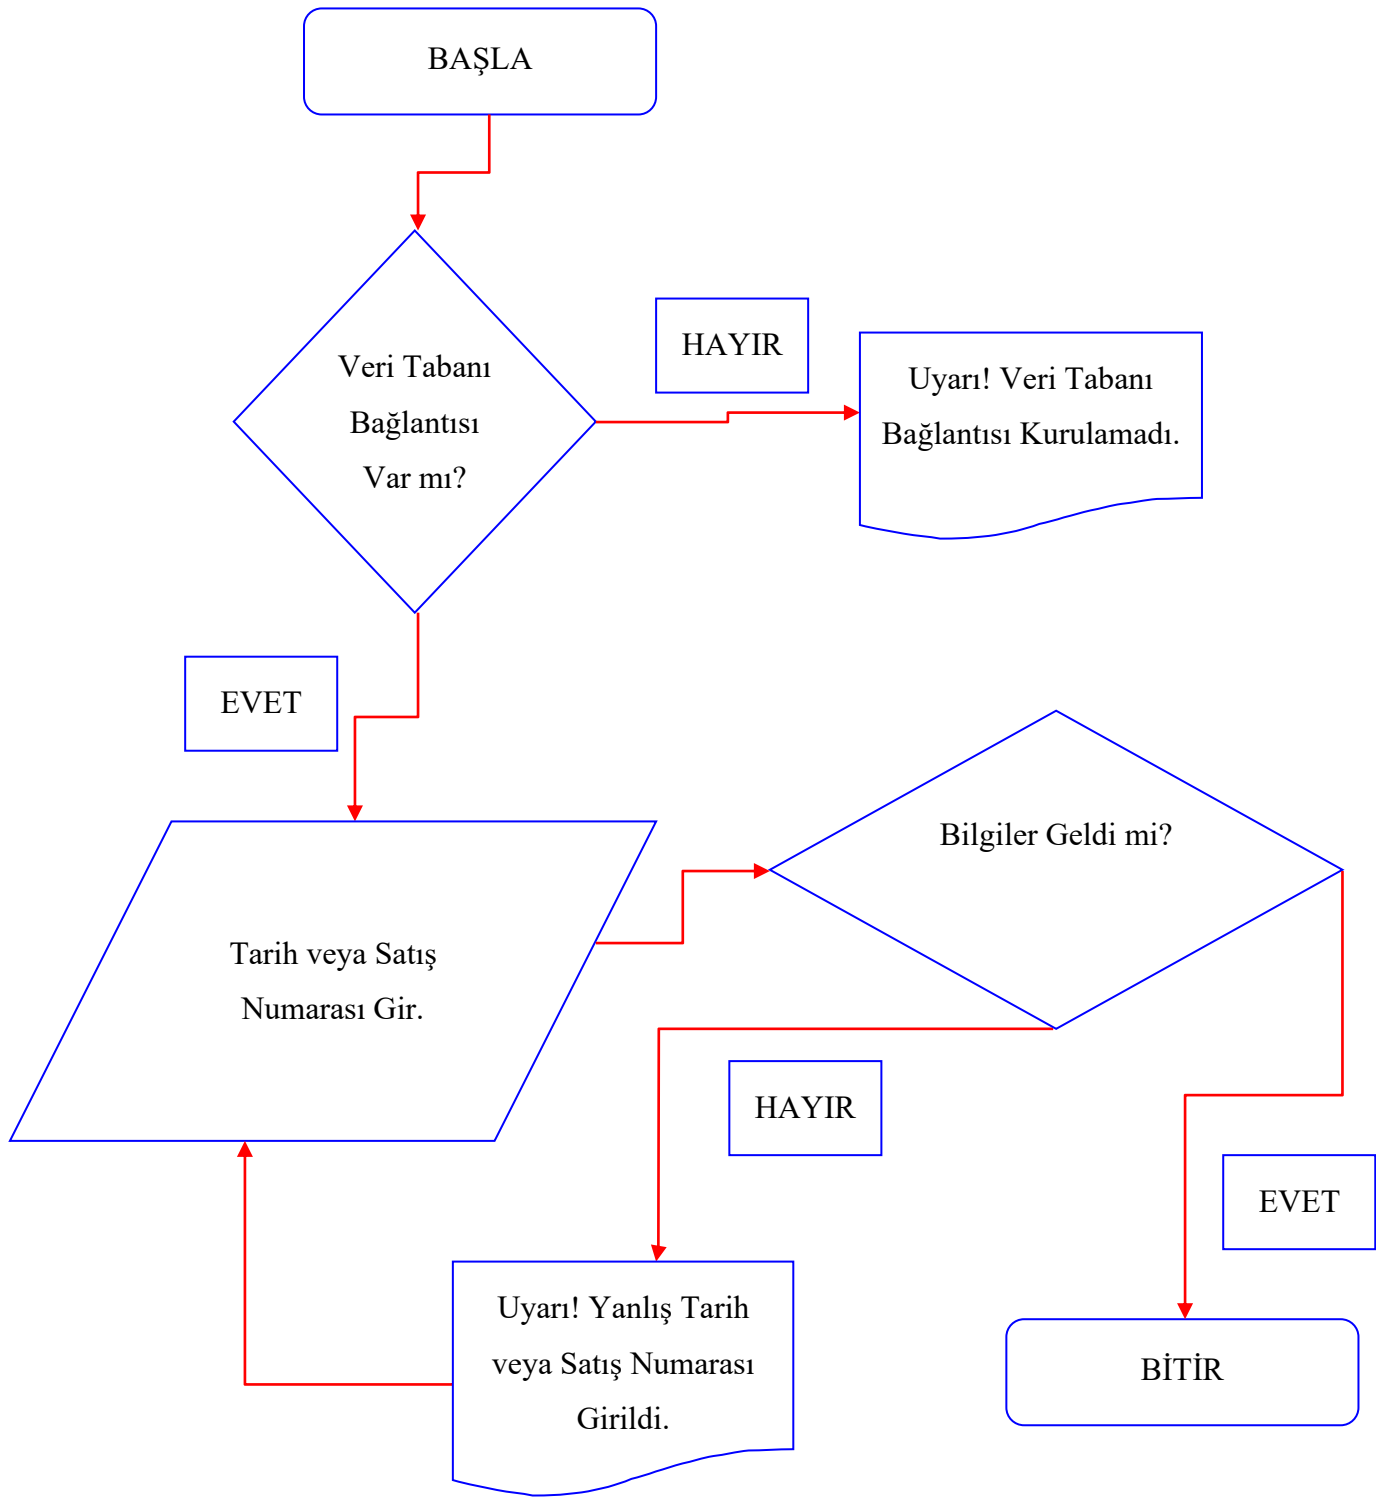 BAŞLA
HAYIR
Veri Tabanı
Bağlantısı
Var mı?
Uyarı! Veri Tabanı
Bağlantısı Kurulamadı.
EVET
Bilgiler Geldi mi?
Tarih veya Satış
Numarası Gir.
HAYIR
EVET
Uyarı! Yanlış Tarih
veya Satış Numarası
Girildi.
BİTİR